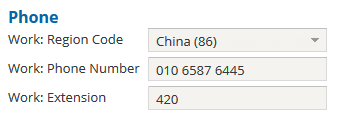 Phone
Work: Region Code China (86)
Work: Phone Number 010 6587 6445
Work: Extension 420